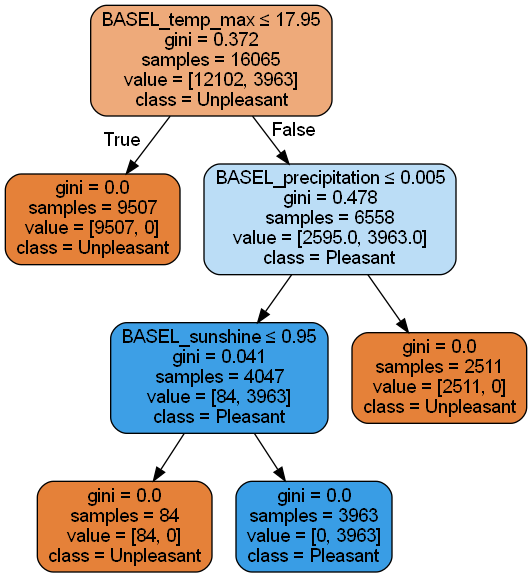 BASEL_temp_max ≤ 17.95
gini = 0.372
samples = 16065
value = [12102, 3963]
class = Unpleasant
True
False
gini = 0.0
samples = 9507
value = [9507, 0]
class = Unpleasant
BASEL_precipitation ≤ 0.005
gini = 0.478
samples = 6558
value = [2595.0, 3963.0]
class = Pleasant
BASEL_sunshine ≤ 0.95
gini = 0.041
samples = 4047
value = [84, 3963]
class = Pleasant
gini = 0.0
samples = 2511
value = [2511, 0]
class = Unpleasant
gini = 0.0
samples = 84
value = [84, 0]
class = Unpleasant
gini = 0.0
samples = 3963
value = [0, 3963]
class = Pleasant